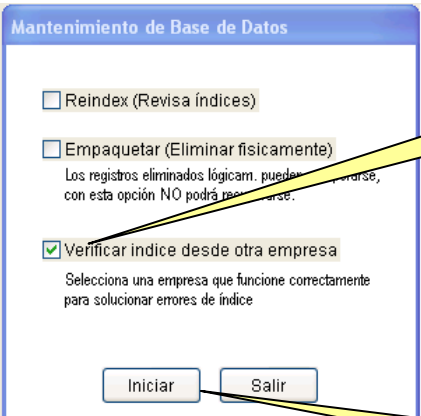 Mantenimiento de Base de Datos
Reindex (Revisa índices)
Empaquetar (Eliminar fisicamente)
Los registros eliminados lógicam. pueden
con esta opción NO podrá
Verificar indice desde otra empresa
Selecciona una empresa que funcione correctamente
para solucionar errores de índice
Iniciar
Salir